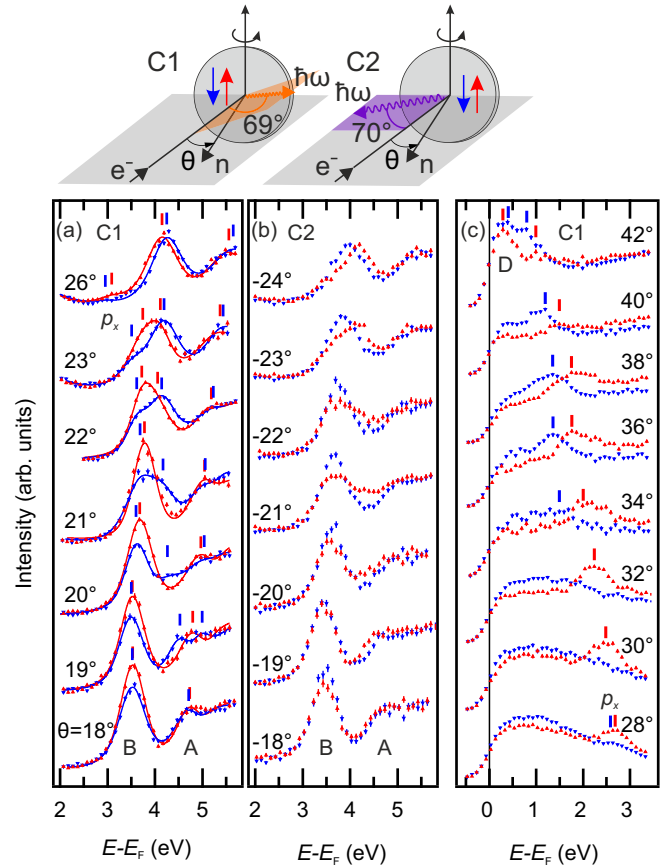 C1
ħω
69°
θ
n
e⁻
C2
ħω
70°
θ
n
e⁻
Intensity (arb. units)
(a) C1
26°
pₓ
23°
22°
21°
20°
19°
θ=18°
B
A
2 3 4 5
E-E_F (eV)
(b) C2
-24°
-23°
-22°
-21°
-20°
-19°
-18°
B
A
2 3 4 5
E-E_F (eV)
(c) C1
42°
D
40°
38°
36°
34°
32°
30°
pₓ
28°
0 1 2 3
E-E_F (eV)